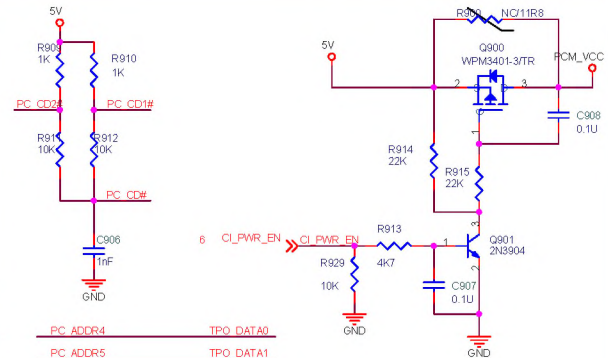 5V
R909
1K
R910
1K
PC_CD2#
PC_CD1#
R911
10K
R912
10K
PC_CD#
C906
1nF
GND
R900
NC/11R8
5V
Q900
WPM3401-3/TR
PCM_VCC
2
3
1
C908
0.1U
R914
22K
R915
22K
6 CI_PWR_EN CI_PWR_EN
R913
4K7
R929
10K
GND
1
3
2
Q901
2N3904
C907
0.1U
GND
PC_ADDR4 TPO_DATA0
PC_ADDR5 TPO_DATA1